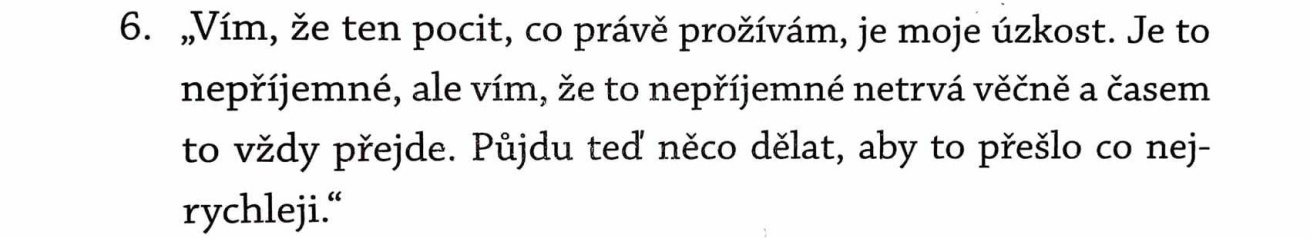 6. „Vím, že ten pocit, co právě prožívám, je moje úzkost. Je to
nepříjemné, ale vím, že to nepříjemné netrvá věčně a časem
to vždy přejde. Půjdu teď něco dělat, aby to přešlo co nej-
rychleji.“